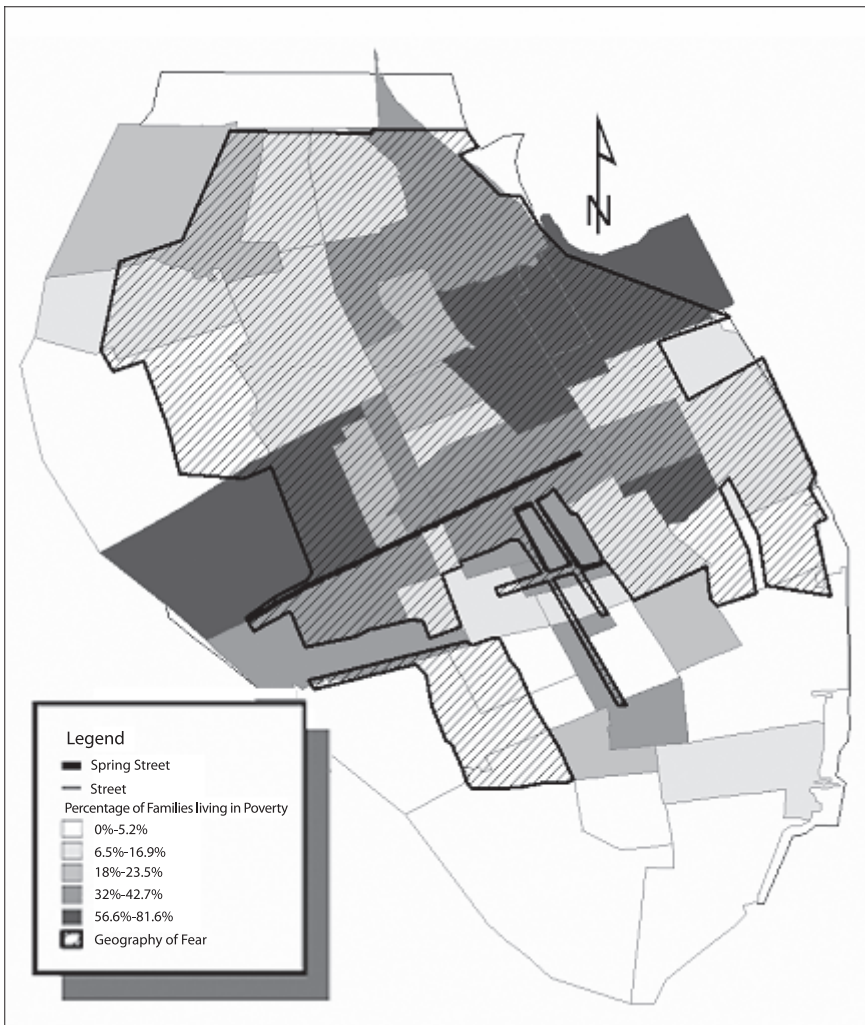 N
Legend
Spring Street
Street
Percentage of Families living in Poverty
0%-5.2%
6.5%-16.9%
18%-23.5%
32%-42.7%
56.6%-81.6%
Geography of Fear